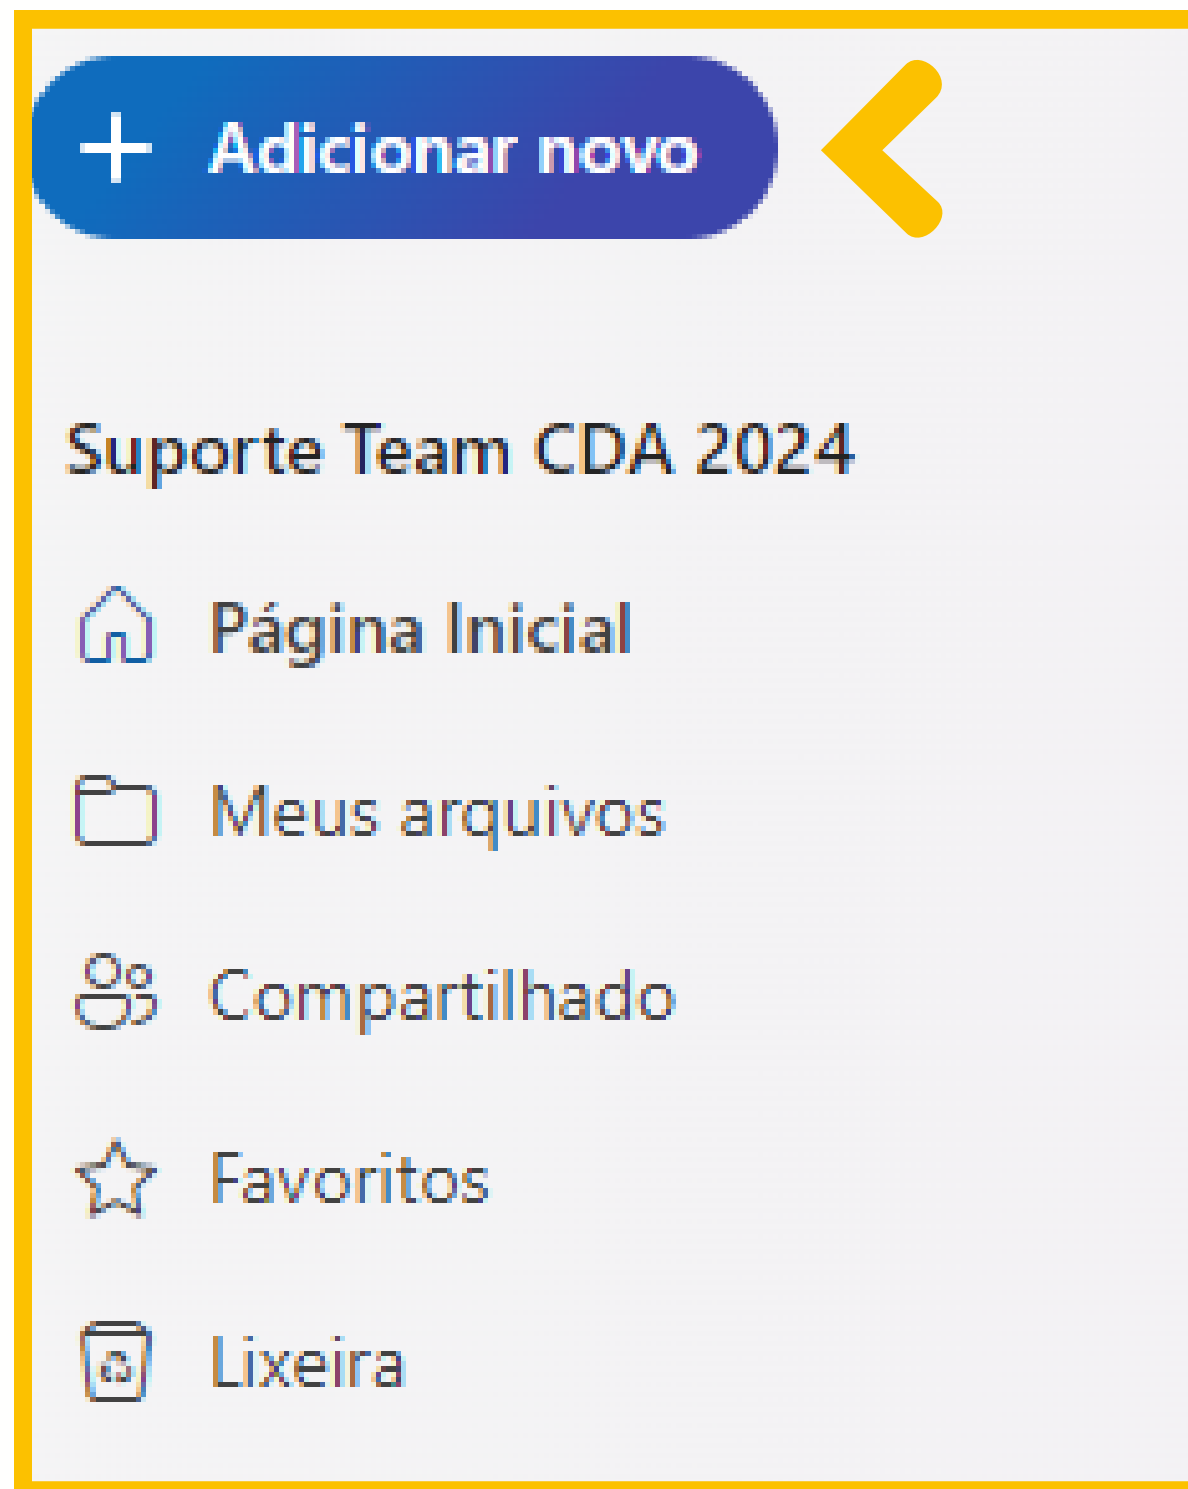 Adicionar novo
Suporte Team CDA 2024
Página Inicial
Meus arquivos
Compartilhado
Favoritos
Lixeira